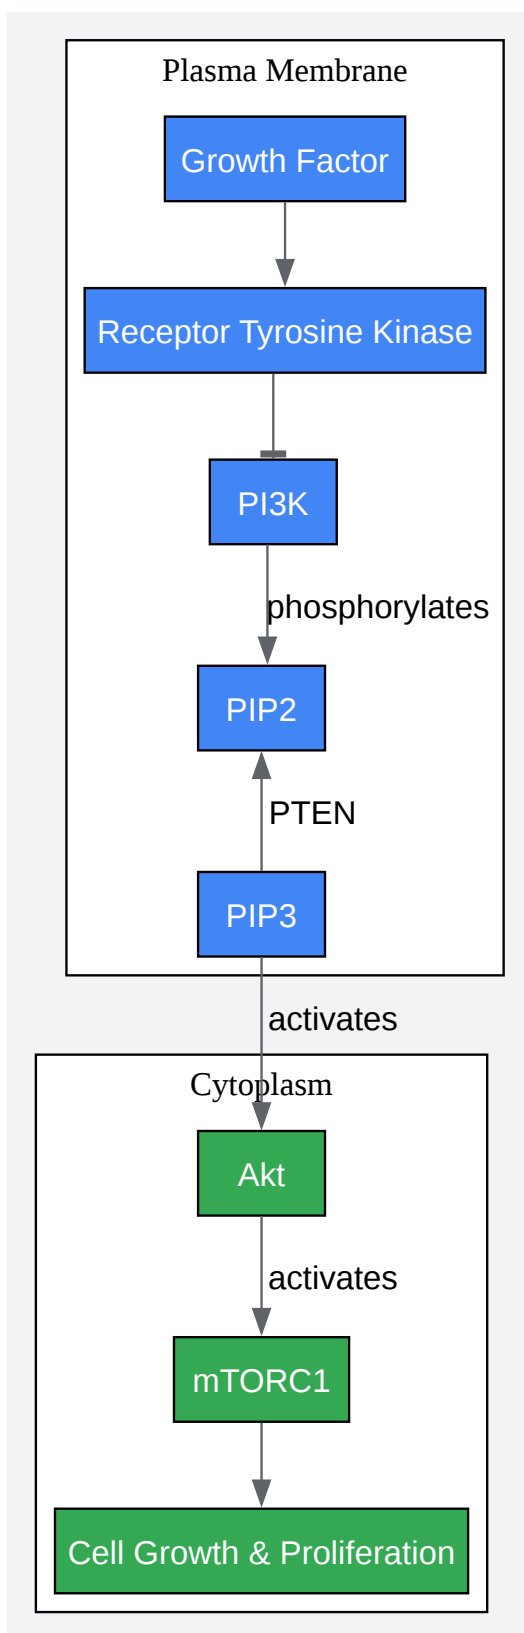 Plasma Membrane
Growth Factor
Receptor Tyrosine Kinase
PI3K
phosphorylates
PIP2
PTEN
PIP3
activates
Cytoplasm
Akt
activates
mTORC1
Cell Growth & Proliferation